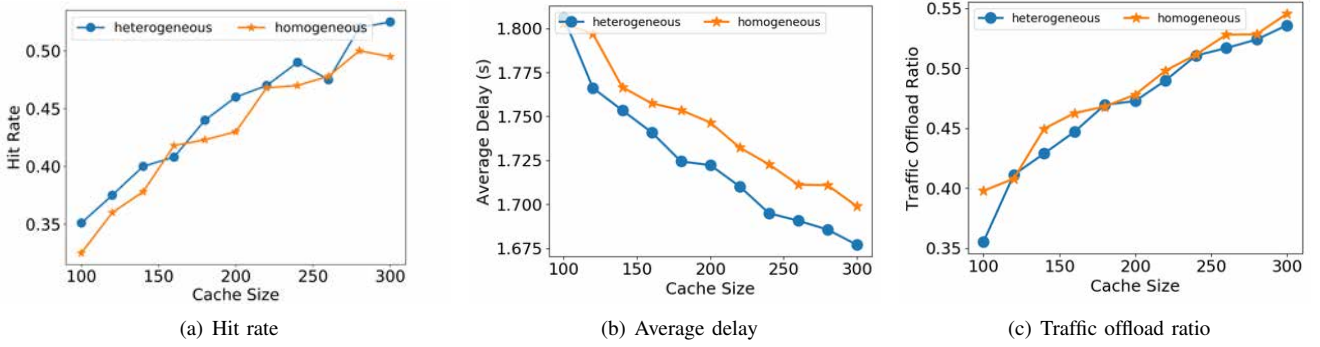 heterogeneous homogeneous
0.50
0.45
0.40
0.35
Hit Rate
100 150 200 250 300
Cache Size
(a) Hit rate
heterogeneous homogeneous
1.800
1.775
1.750
1.725
1.700
1.675
Average Delay (s)
100 150 200 250 300
Cache Size
(b) Average delay
heterogeneous homogeneous
0.55
0.50
0.45
0.40
0.35
Traffic Offload Ratio
100 150 200 250 300
Cache Size
(c) Traffic offload ratio